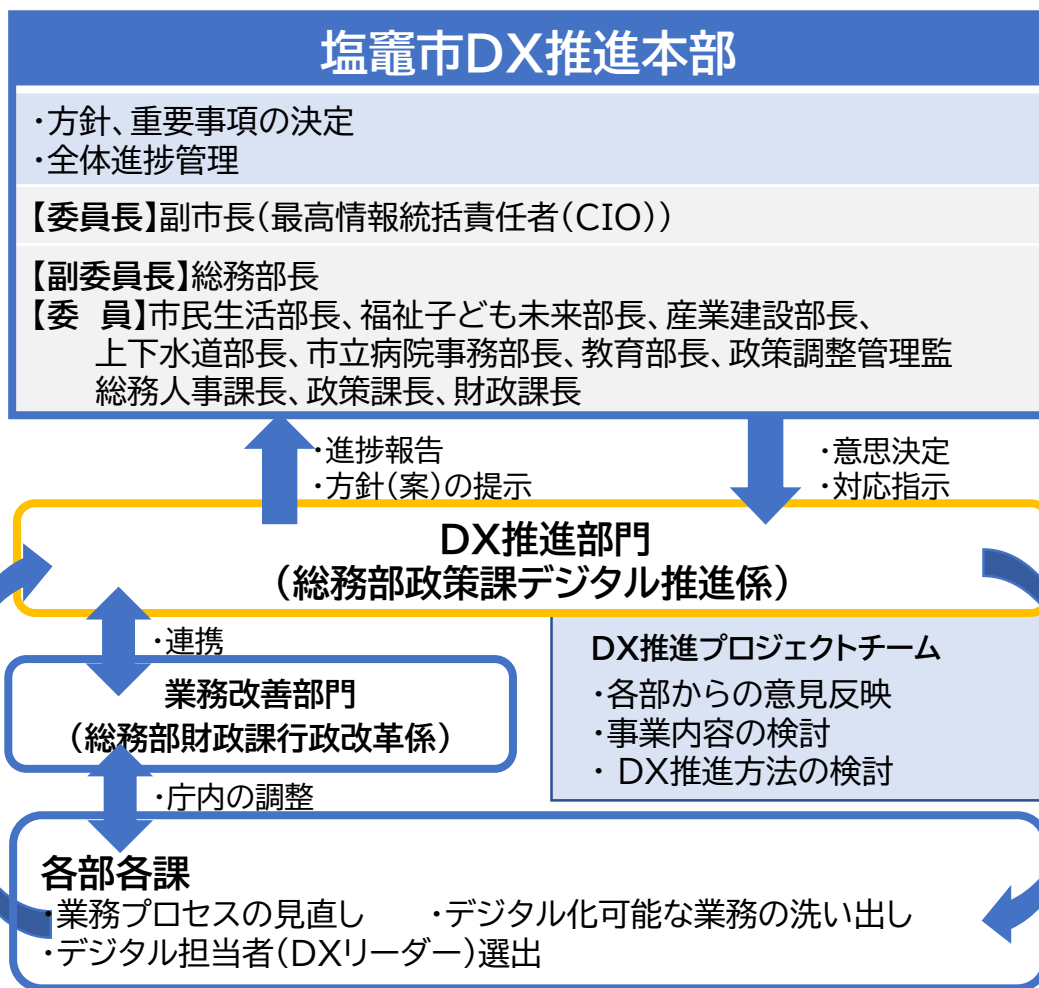 塩竈市DX推進本部
・方針、重要事項の決定
・全体進捗管理
【委員長】副市長(最高情報統括責任者(CIO))
【副委員長】総務部長
【委　員】市民生活部長、福祉子ども未来部長、産業建設部長、
上下水道部長、市立病院事務部長、教育部長、政策調整管理監
総務人事課長、政策課長、財政課長
・進捗報告
・方針(案)の提示
・意思決定
・対応指示
DX推進部門
(総務部政策課デジタル推進係)
・連携
業務改善部門
(総務部財政課行政改革係)
DX推進プロジェクトチーム
・各部からの意見反映
・事業内容の検討
・ DX推進方法の検討
・庁内の調整
各部各課
・業務プロセスの見直し　・デジタル化可能な業務の洗い出し
・デジタル担当者(DXリーダー)選出